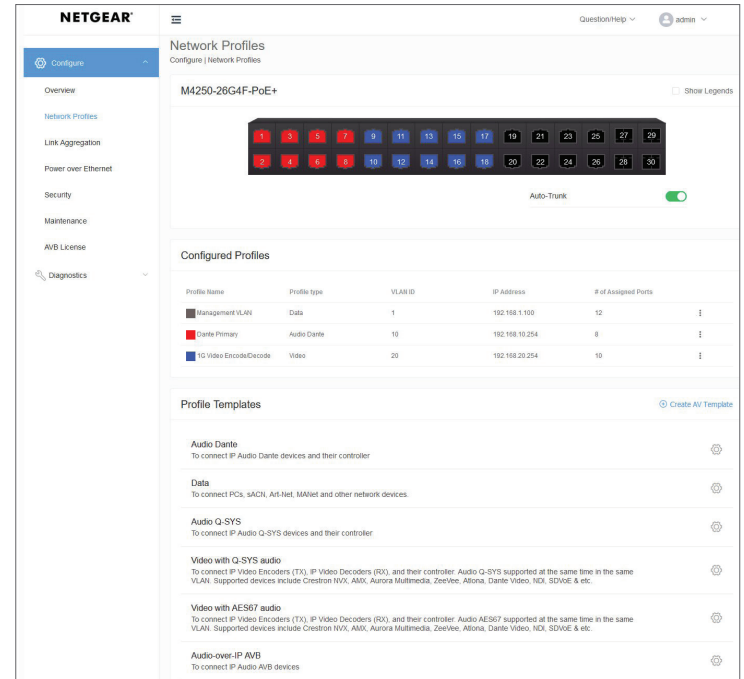 NETGEAR®
Question/Help
admin
Network Profiles
Configure | Network Profiles
Configure
Overview
Network Profiles
Link Aggregation
Power over Ethernet
Security
Maintenance
AVB License
Diagnostics
M4250-26G4F-PoE+
Show Legends
1 3 5 7 9 11 13 15 17 19 21 23 25 27 29
2 4 6 8 10 12 14 16 18 20 22 24 26 28 30
Auto-Trunk
Configured Profiles
Profile Name Profile type VLAN ID IP Address # of Assigned Ports
Management VLAN Data 1 192.168.1.100 12
Dante Primary Audio Dante 10 192.168.10.254 8
1G Video Encode/Decode Video 20 192.168.20.254 10
Profile Templates
Create AV Template
Audio Dante
To connect IP Audio Dante devices and their controller
Data
To connect PCs, sACN, Art-Net, MANet and other network devices.
Audio Q-SYS
To connect IP Audio Q-SYS devices and their controller
Video with Q-SYS audio
To connect IP Video Encoders (TX), IP Video Decoders (RX), and their controller. Audio Q-SYS supported at the same time in the same
VLAN. Supported devices include Crestron NVX, AMX, Aurora Multimedia, ZeeVee, Atlona, Dante Video, NDI, SDVoE & etc.
Video with AES67 audio
To connect IP Video Encoders (TX), IP Video Decoders (RX), and their controller. Audio AES67 supported at the same time in the same
VLAN. Supported devices include Crestron NVX, AMX, Aurora Multimedia, ZeeVee, Atlona, Dante Video, NDI, SDVoE & etc.
Audio-over-IP AVB
To connect IP Audio AVB devices